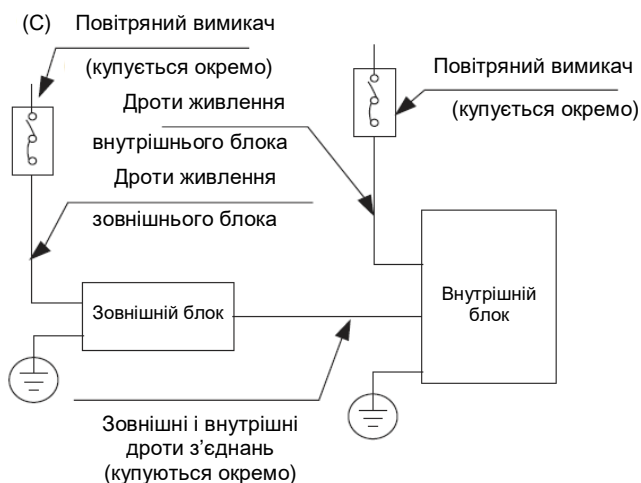 (C) Повітряний вимикач
(купується окремо)
Дроти живлення
внутрішнього блока
Дроти живлення
зовнішнього блока
Повітряний вимикач
(купується окремо)
Зовнішній блок
Внутрішній
блок
Зовнішні і внутрішні
дроти з’єднань
(купуються окремо)